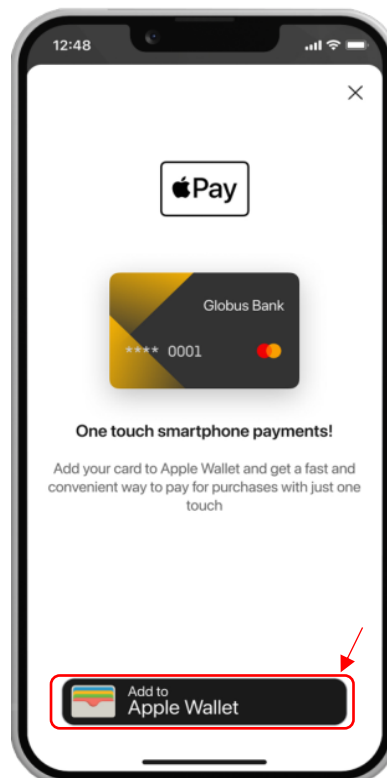 12:48
Pay
Globus Bank
**** 0001
One touch smartphone payments!
Add your card to Apple Wallet and get a fast and
convenient way to pay for purchases with just one
touch
Add to
Apple Wallet